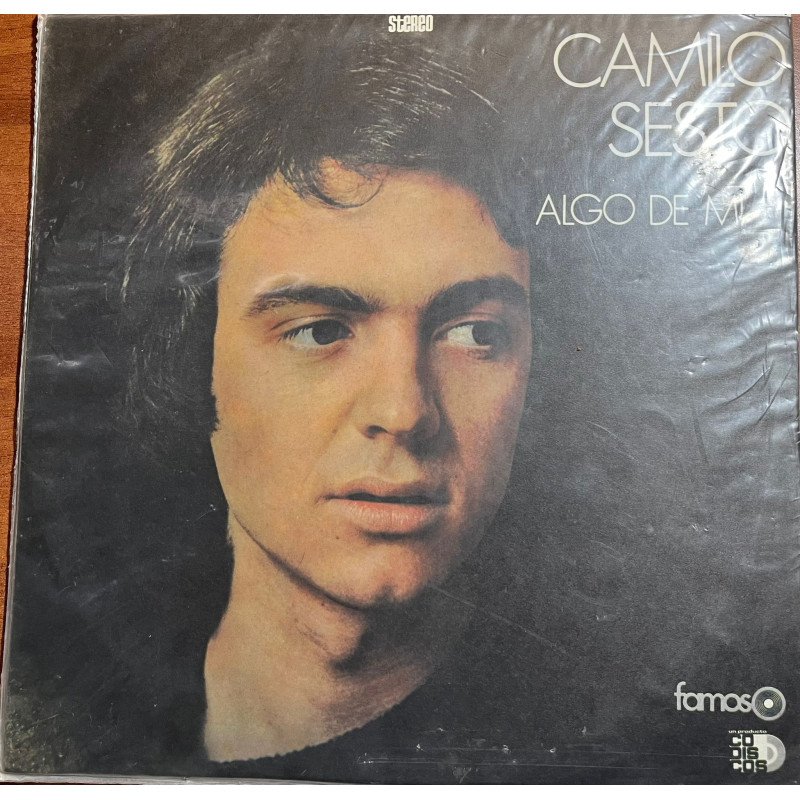 stereo
CAMILO
SESTO
ALGO DE MI
famoso
un producto
CO
DIS
COS